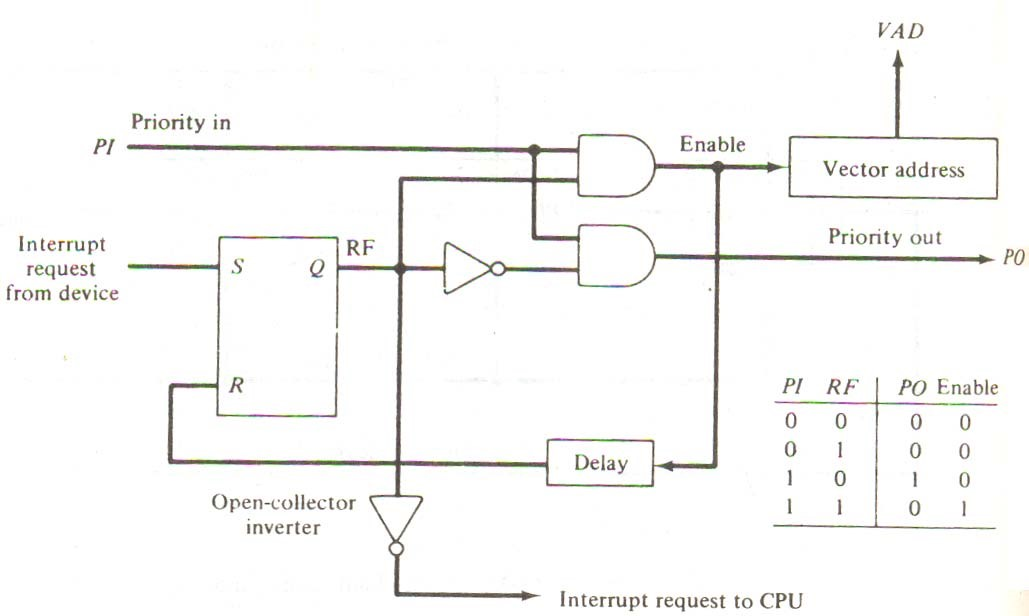 VAD
Priority in
PI
Enable
Vector address
Interrupt
request
from device
S
Q
RF
Priority out
PO
R
PI RF PO Enable
0 0 0 0
0 1 0 0
1 0 1 0
1 1 0 1
Delay
Open-collector
inverter
Interrupt request to CPU